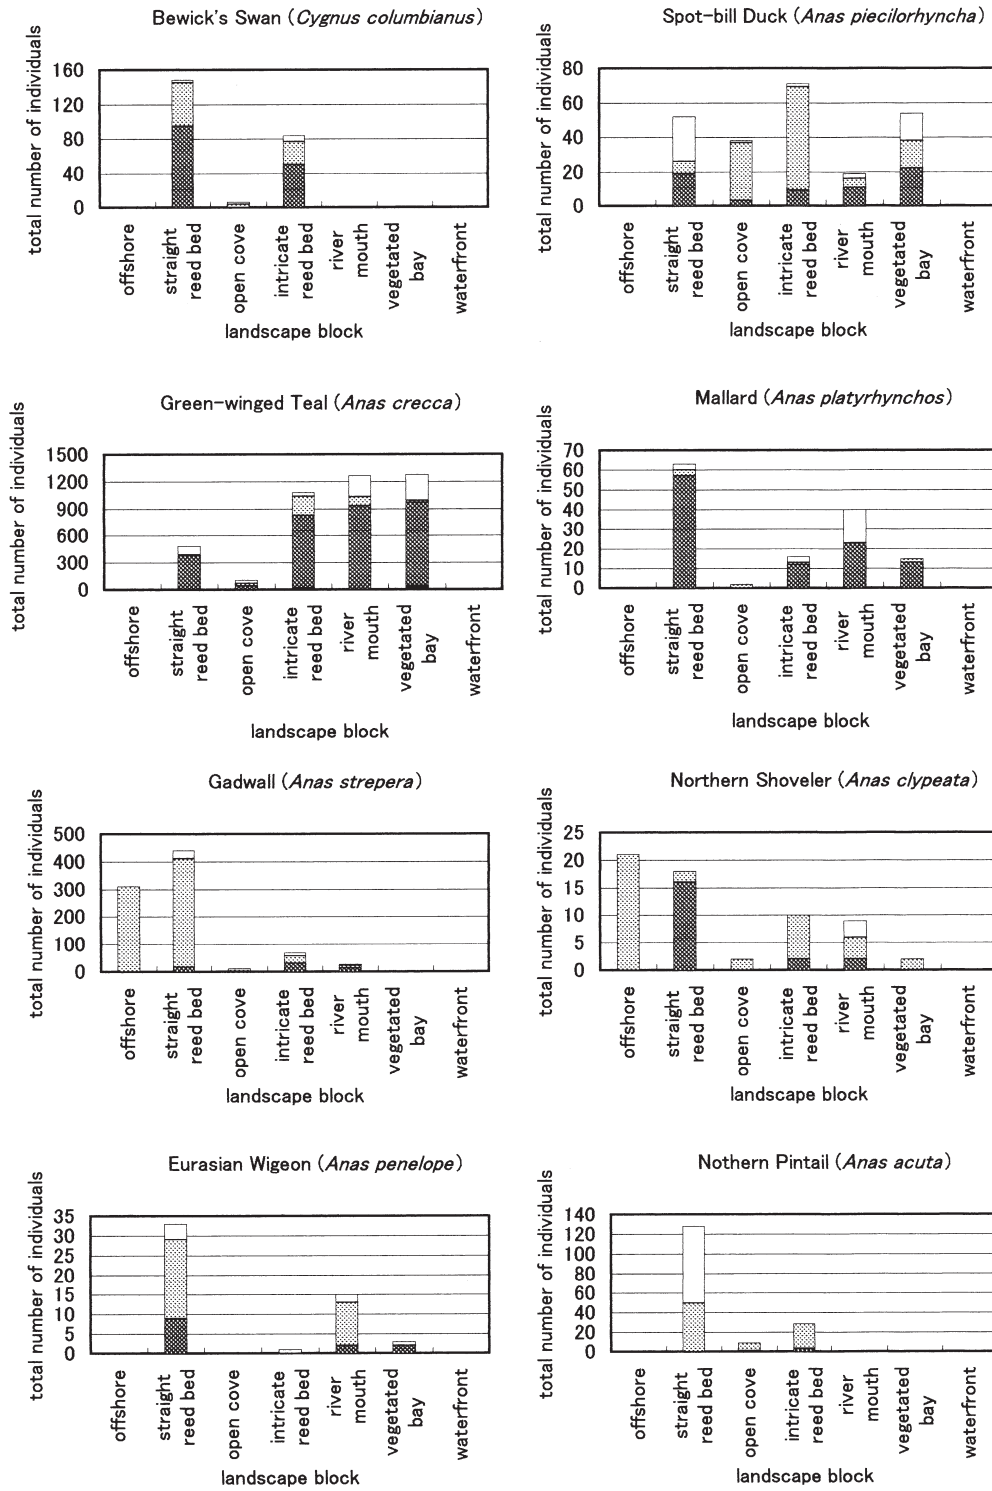 Bewick's Swan (Cygnus columbianus)
total number of individuals
160
120
80
40
0
offshore
straight
reed bed
open cove
intricate
reed bed
river
mouth
vegetated
bay
waterfront
landscape block
Spot-bill Duck (Anas piecilorhyncha)
total number of individuals
80
60
40
20
0
offshore
straight
reed bed
open cove
intricate
reed bed
river
mouth
vegetated
bay
waterfront
landscape block
Green-winged Teal (Anas crecca)
total number of individuals
1500
1200
900
600
300
0
offshore
straight
reed bed
open cove
intricate
reed bed
river
mouth
vegetated
bay
waterfront
landscape block
Mallard (Anas platyrhynchos)
total number of individuals
70
60
50
40
30
20
10
0
offshore
straight
reed bed
open cove
intricate
reed bed
river
mouth
vegetated
bay
waterfront
landscape block
Gadwall (Anas strepera)
total number of individuals
500
400
300
200
100
0
offshore
straight
reed bed
open cove
intricate
reed bed
river
mouth
vegetated
bay
waterfront
landscape block
Northern Shoveler (Anas clypeata)
total number of individuals
25
20
15
10
5
0
offshore
straight
reed bed
open cove
intricate
reed bed
river
mouth
vegetated
bay
waterfront
landscape block
Eurasian Wigeon (Anas penelope)
total number of individuals
35
30
25
20
15
10
5
0
offshore
straight
reed bed
open cove
intricate
reed bed
river
mouth
vegetated
bay
waterfront
landscape block
Nothern Pintail (Anas acuta)
total number of individuals
140
120
100
80
60
40
20
0
offshore
straight
reed bed
open cove
intricate
reed bed
river
mouth
vegetated
bay
waterfront
landscape block